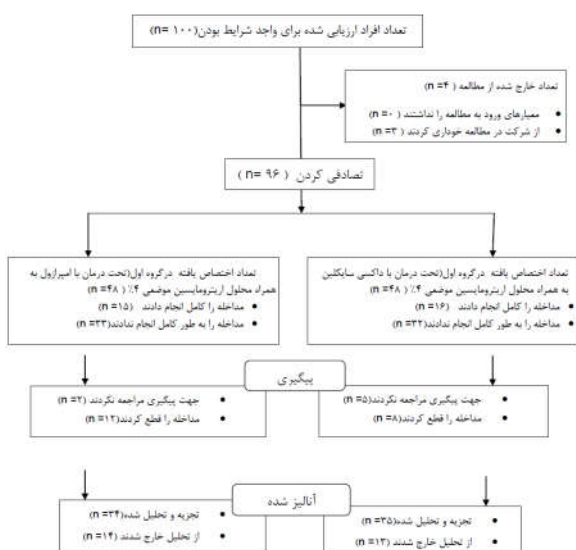 تعداد افراد ارزیابی شده برای واجد شرایط بودن(n= ۱۰۰)
تعداد خارج شده از مطالعه (n =۴)
معیارهای ورود به مطالعه را نداشتند (n =۰)
از شرکت در مطالعه خودداری کردند (n =۳)
تصادفی کردن (n= ۹۶)
تعداد اختصاص یافته درگروه اول(تحت درمان با داکسی سایکلین
به همراه محلول اریترومایسین موضعی ۴٪ (n =۴۸)
مداخله را کامل انجام دادند (n =۱۶)
مداخله را به طور کامل انجام ندادند(n =۳۲)
تعداد اختصاص یافته درگروه اول(تحت درمان با امپرازول به
همراه محلول اریترومایسین موضعی ۴٪ (n =۴۸)
مداخله را کامل انجام دادند (n =۱۵)
مداخله را به طور کامل انجام ندادند(n =۳۳)
پیگیری
جهت پیگیری مراجعه نکردند(n =۵)
مداخله را قطع کردند(n =۸)
جهت پیگیری مراجعه نکردند (n =۲)
مداخله را قطع کردند(n =۱۲)
آنالیز شده
تجزیه و تحلیل شده(n =۳۵)
از تحلیل خارج شدند (n =۱۳)
تجزیه و تحلیل شده(n =۳۴)
از تحلیل خارج شدند (n =۱۴)